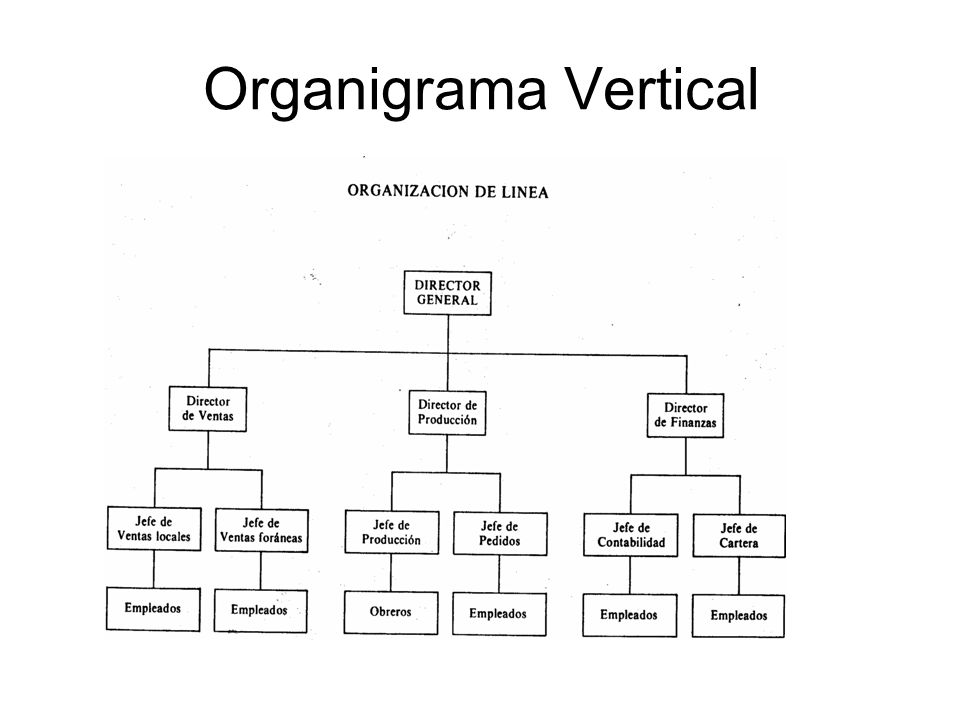 Organigrama Vertical
ORGANIZACION DE LINEA
DIRECTOR
GENERAL
Director
de Ventas
Director de
Producción
Director
de Finanzas
Jefe de
Ventas locales
Jefe de
Ventas foráneas
Jefe de
Producción
Jefe de
Pedidos
Jefe de
Contabilidad
Jefe de
Cartera
Empleados
Empleados
Obreros
Empleados
Empleados
Empleados